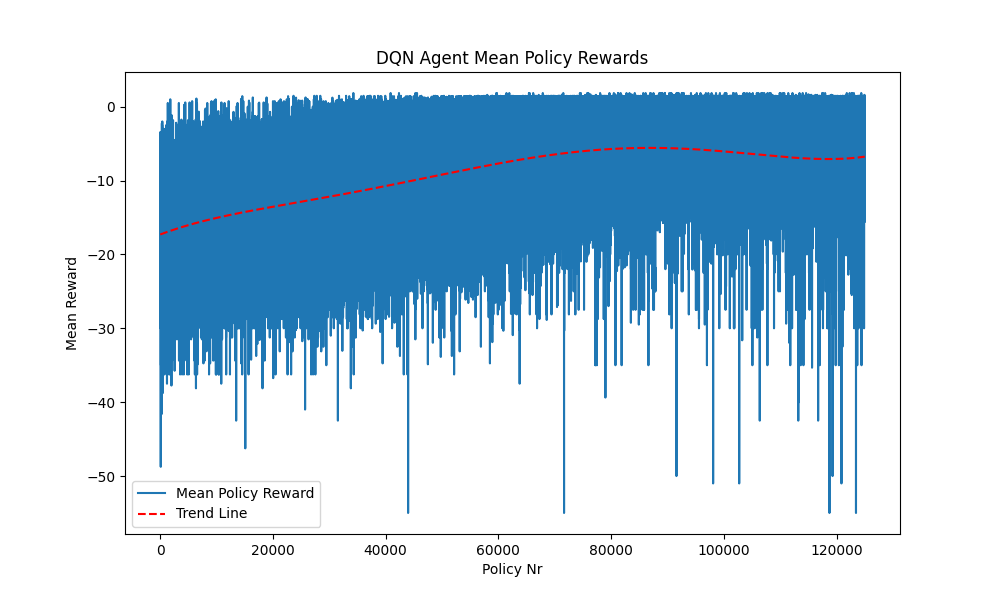 DQN Agent Mean Policy Rewards
Mean Reward
0
−10
−20
−30
−40
−50
Mean Policy Reward
Trend Line
0
20000
40000
60000
80000
100000
120000
Policy Nr